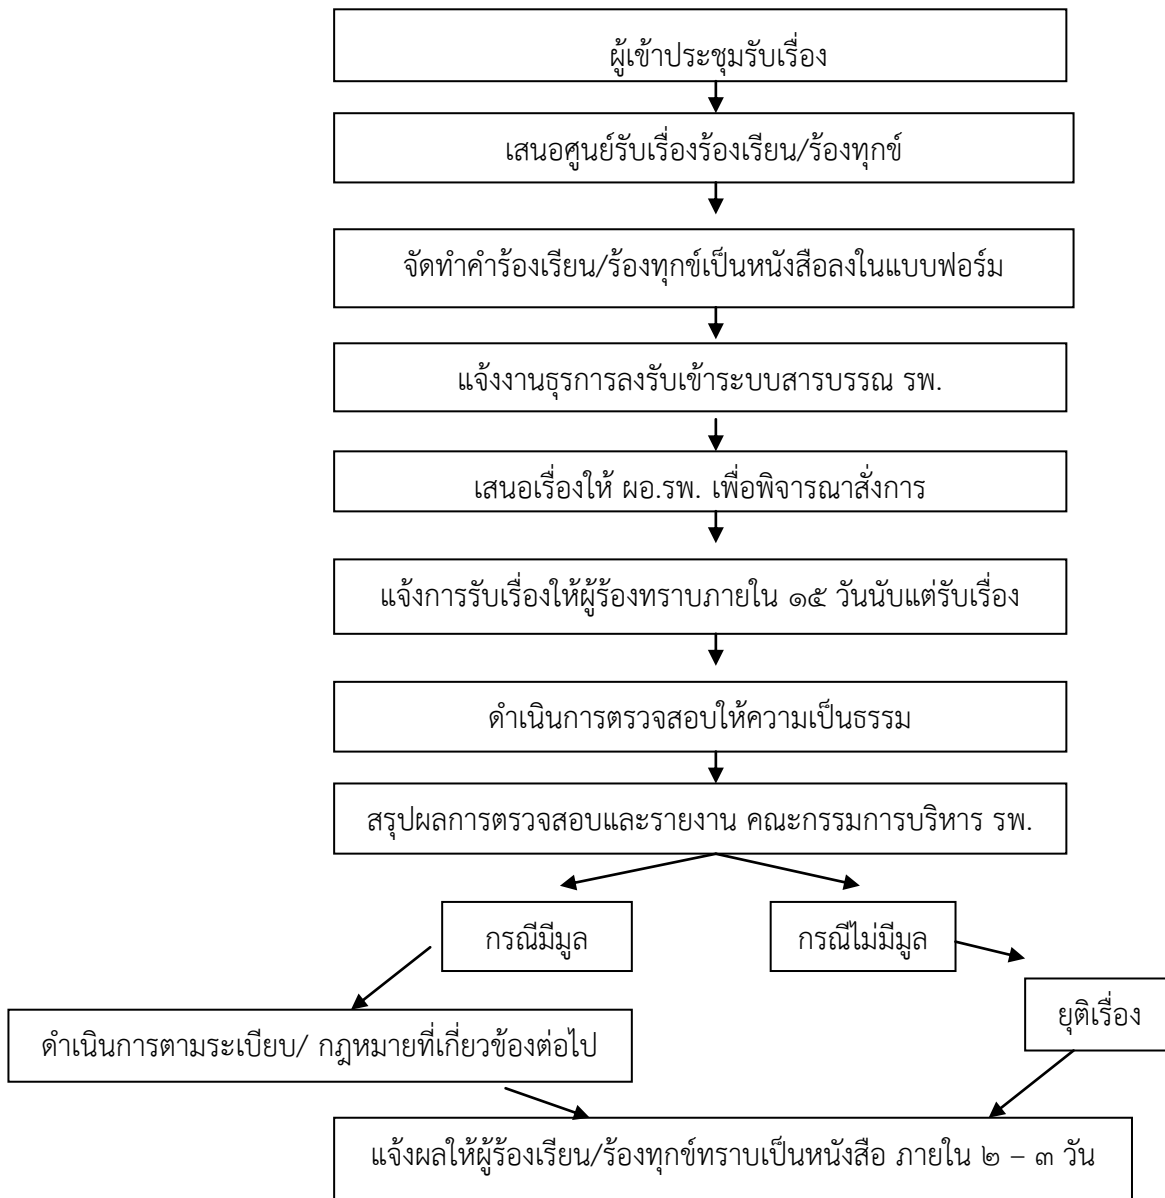 ผู้เข้าประชุมรับเรื่อง
เสนอศูนย์รับเรื่องร้องเรียน/ร้องทุกข์
จัดทำคำร้องเรียน/ร้องทุกข์เป็นหนังสือลงในแบบฟอร์ม
แจ้งงานธุรการลงรับเข้าระบบสารบรรณ รพ.
เสนอเรื่องให้ ผอ.รพ. เพื่อพิจารณาสั่งการ
แจ้งการรับเรื่องให้ผู้ร้องทราบภายใน ๑๕ วันนับแต่รับเรื่อง
ดำเนินการตรวจสอบให้ความเป็นธรรม
สรุปผลการตรวจสอบและรายงาน คณะกรรมการบริหาร รพ.
กรณีมีมูล
กรณีไม่มีมูล
ยุติเรื่อง
ดำเนินการตามระเบียบ/ กฎหมายที่เกี่ยวข้องต่อไป
แจ้งผลให้ผู้ร้องเรียน/ร้องทุกข์ทราบเป็นหนังสือ ภายใน ๒ – ๓ วัน